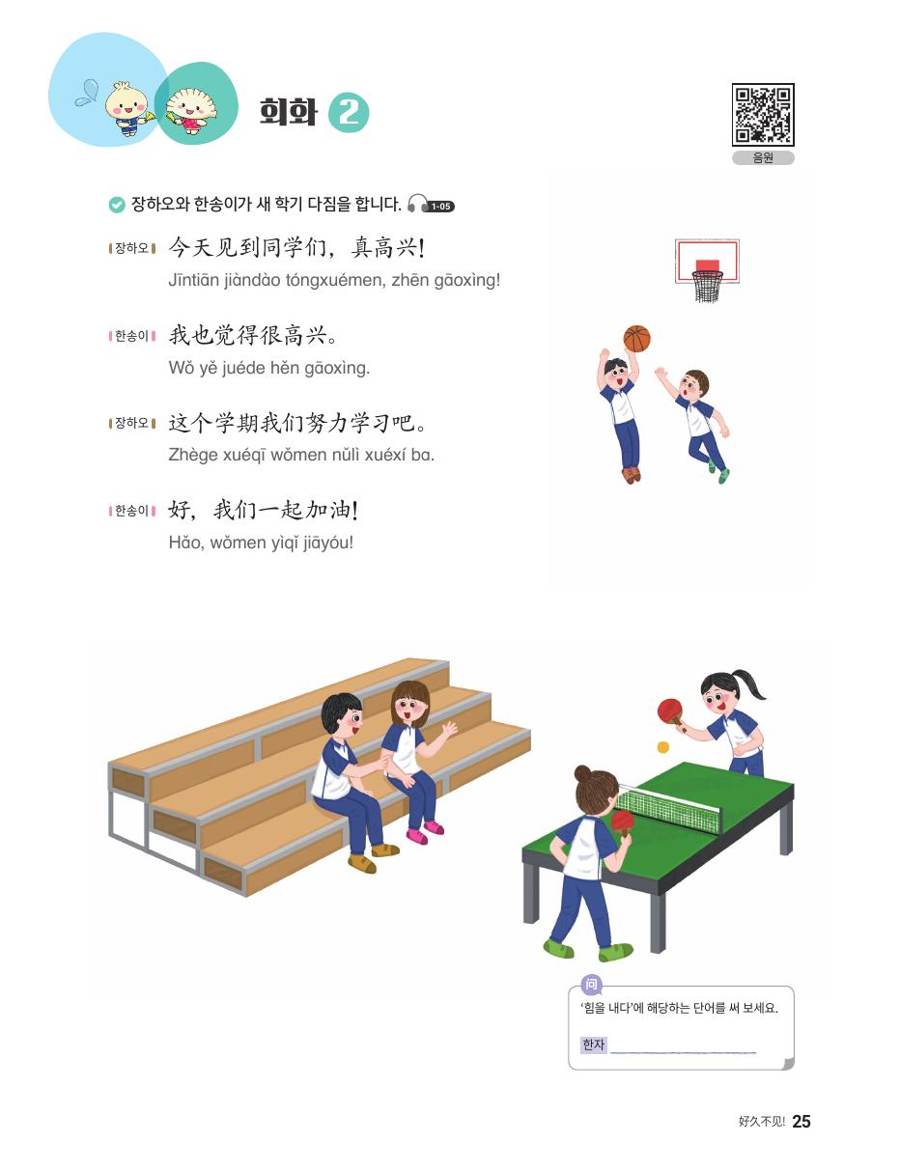 회화 2
음원
장하오와 한송이가 새 학기 다짐을 합니다. 1-05
장하오 今天见到同学们，真高兴！
Jīntiān jiàndào tóngxuémen, zhēn gāoxìng!
한송이 我也觉得很高兴。
Wǒ yě juéde hěn gāoxìng.
장하오 这个学期我们努力学习吧。
Zhège xuéqī wǒmen nǔlì xuéxí ba.
한송이 好，我们一起加油！
Hǎo, wǒmen yìqǐ jiāyóu!
问
‘힘을 내다’에 해당하는 단어를 써 보세요.
한자
好久不见! 25